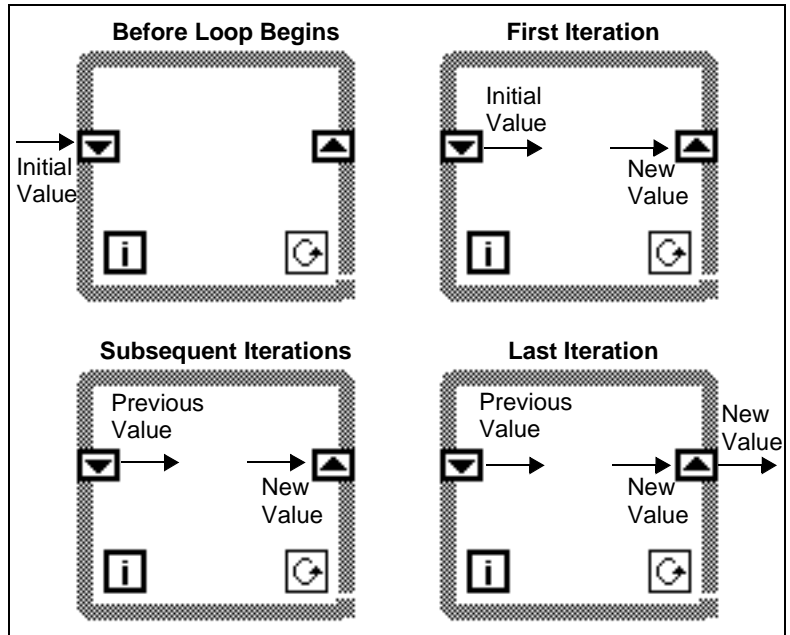 Before Loop Begins
Initial
Value
i
First Iteration
Initial
Value
New
Value
i
Subsequent Iterations
Previous
Value
New
Value
i
Last Iteration
Previous
Value
New
Value
New
Value
i